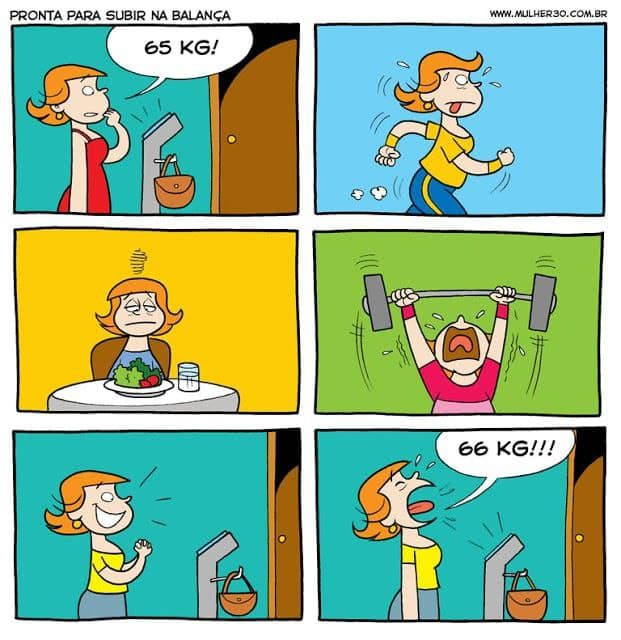 PRONTA PARA SUBIR NA BALANÇA
WWW.MULHER30.COM.BR
65 KG!
66 KG!!!